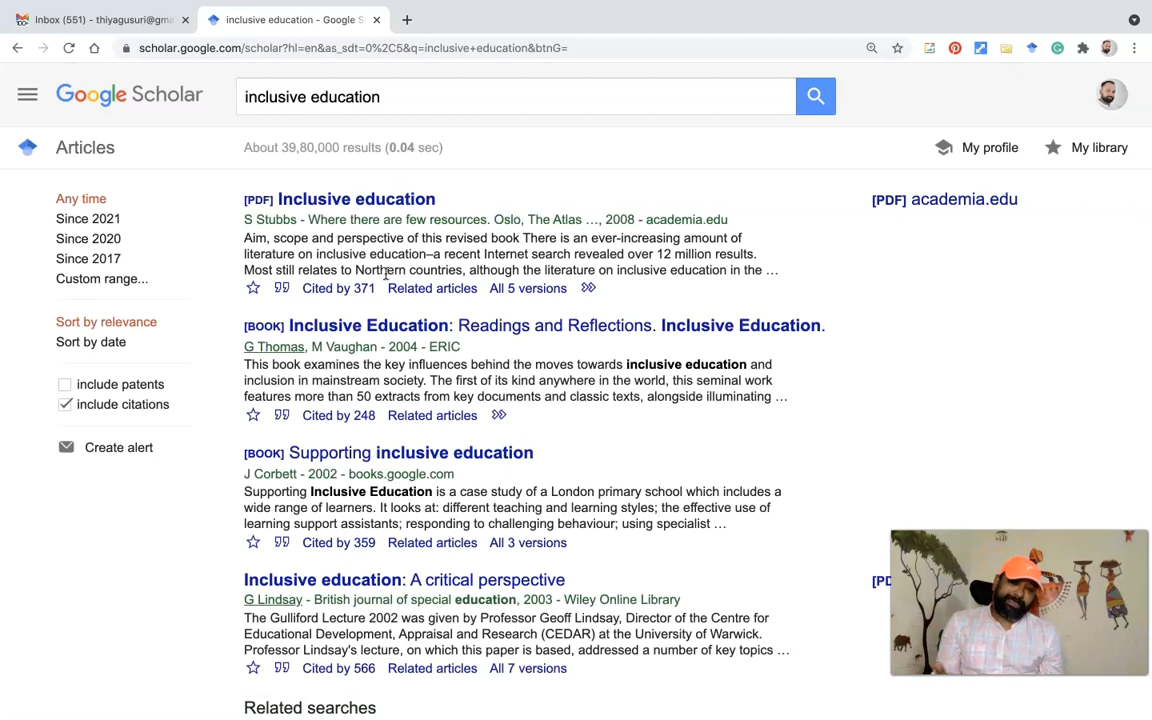 Inbox (551) - thiyagusuri@gma
inclusive education - Google S
scholar.google.com/scholar?hl=en&as_sdt=0%2C5&q=inclusive+education&btnG=
Google Scholar
inclusive education
Articles
About 39,80,000 results (0.04 sec)
My profile
My library
Any time
Since 2021
Since 2020
Since 2017
Custom range...
Sort by relevance
Sort by date
include patents
include citations
Create alert
[PDF] Inclusive education
[PDF] academia.edu
S Stubbs - Where there are few resources. Oslo, The Atlas …, 2008 - academia.edu
Aim, scope and perspective of this revised book There is an ever-increasing amount of
literature on inclusive education–a recent Internet search revealed over 12 million results.
Most still relates to Northern countries, although the literature on inclusive education in the …
Cited by 371 Related articles All 5 versions
[BOOK] Inclusive Education: Readings and Reflections. Inclusive Education.
G Thomas, M Vaughan - 2004 - ERIC
This book examines the key influences behind the moves towards inclusive education and
inclusion in mainstream society. The first of its kind anywhere in the world, this seminal work
features more than 50 extracts from key documents and classic texts, alongside illuminating …
Cited by 248 Related articles
[BOOK] Supporting inclusive education
J Corbett - 2002 - books.google.com
Supporting Inclusive Education is a case study of a London primary school which includes a
wide range of learners. It looks at: different teaching and learning styles; the effective use of
learning support assistants; responding to challenging behaviour; using specialist …
Cited by 359 Related articles All 3 versions
Inclusive education: A critical perspective
[PD
G Lindsay - British journal of special education, 2003 - Wiley Online Library
The Gulliford Lecture 2002 was given by Professor Geoff Lindsay, Director of the Centre for
Educational Development, Appraisal and Research (CEDAR) at the University of Warwick.
Professor Lindsay's lecture, on which this paper is based, addressed a number of key topics …
Cited by 566 Related articles All 7 versions
Related searches